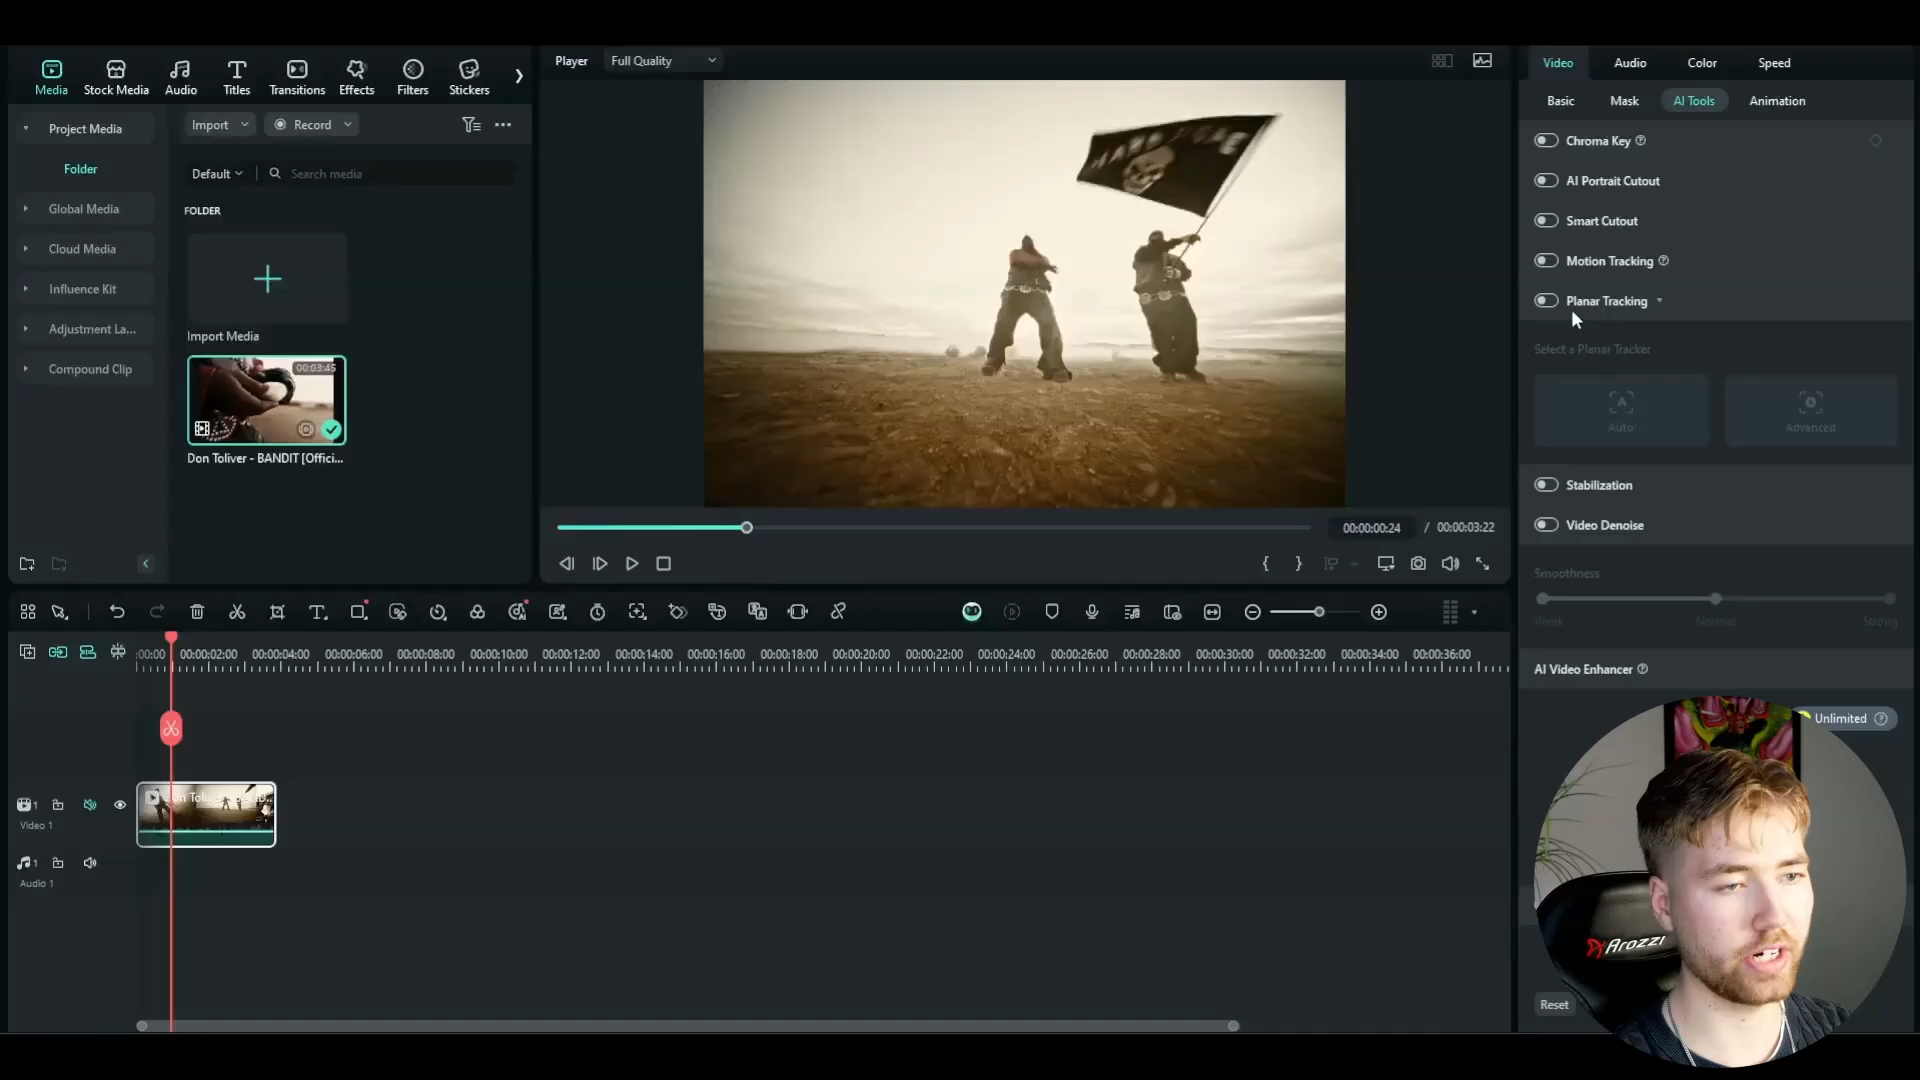 Media
Stock Media
Audio
Titles
Transitions
Effects
Filters
Stickers
Project Media
Folder
Global Media
Cloud Media
Influence Kit
Adjustment La...
Compound Clip
Import
Record
Default
Search media
FOLDER
Import Media
00:03:45
Don Toliver - BANDIT [Offici...
Player
Full Quality
00:00:00:24 / 00:00:03:22
Video
Audio
Color
Speed
Basic
Mask
AI Tools
Animation
Chroma Key
AI Portrait Cutout
Smart Cutout
Motion Tracking
Planar Tracking
Select a Planar Tracker
Auto
Advanced
Stabilization
Video Denoise
Smoothness
Weak
Normal
Strong
AI Video Enhancer
Unlimited
Reset
Arozzi
:00:00 00:00:02:00 00:00:04:00 00:00:06:00 00:00:08:00 00:00:10:00 00:00:12:00 00:00:14:00 00:00:16:00 00:00:18:00 00:00:20:00 00:00:22:00 00:00:24:00 00:00:26:00 00:00:28:00 00:00:30:00 00:00:32:00 00:00:34:00 00:00:36:00
1
Video 1
1
Audio 1